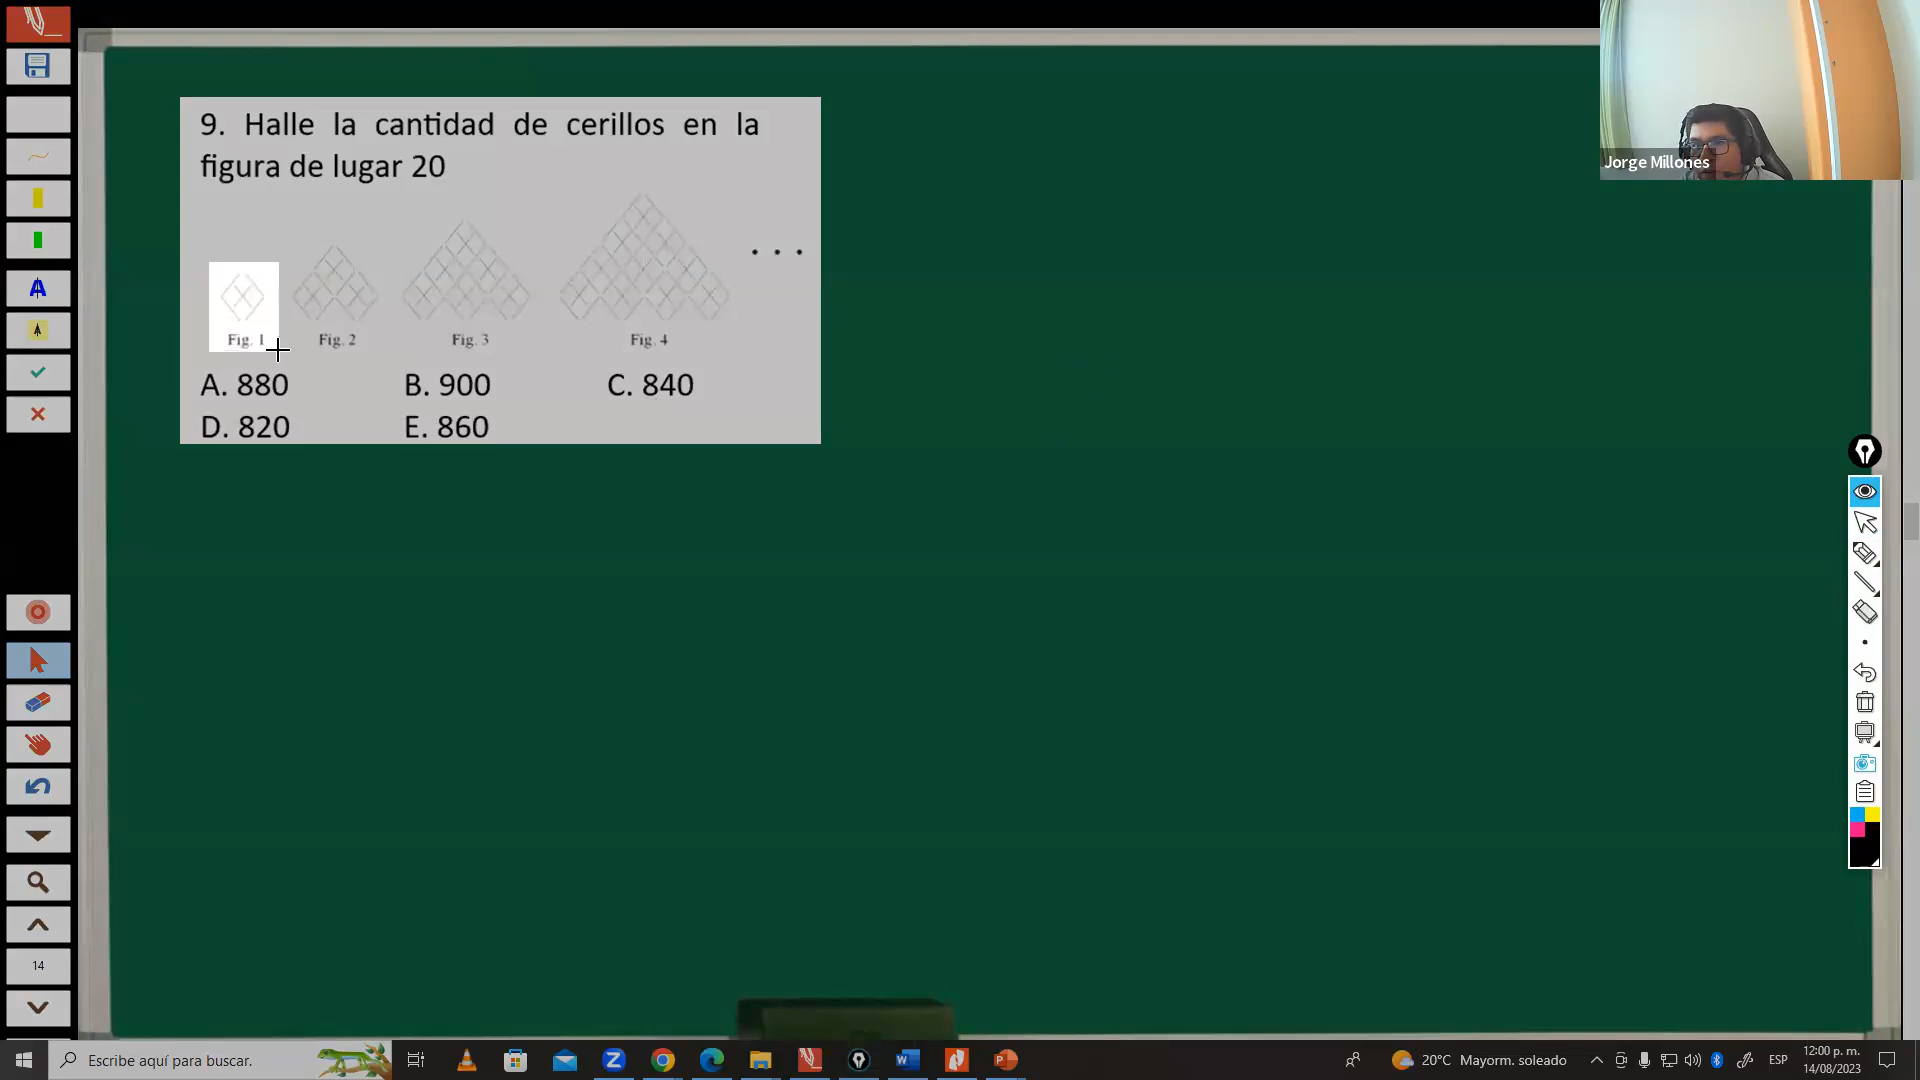 Jorge Millones
9. Halle la cantidad de cerillos en la
figura de lugar 20
. . .
Fig. 1 Fig. 2 Fig. 3 Fig. 4
A. 880 B. 900 C. 840
D. 820 E. 860
14
Escribe aquí para buscar.
20°C Mayorm. soleado
ESP
12:00 p. m.
14/08/2023